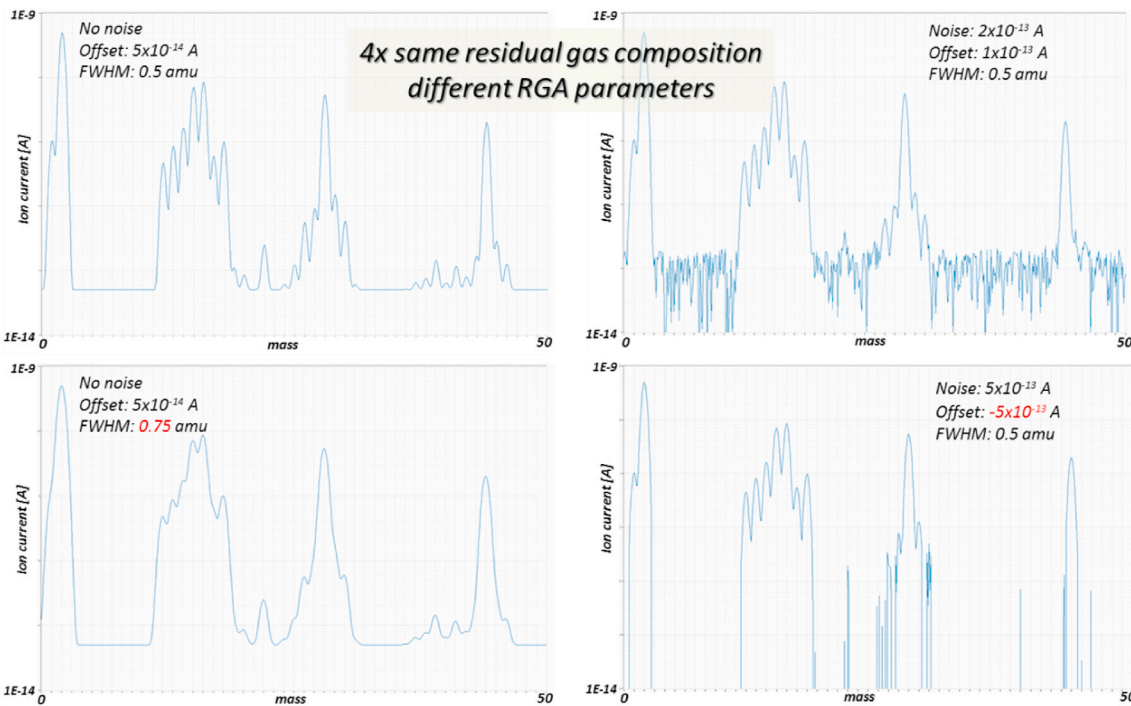 4x same residual gas composition
different RGA parameters
1E-9
No noise
Offset: 5x10⁻¹⁴ A
FWHM: 0.5 amu
Ion current [A]
1E-14
0
mass
50
1E-9
Noise: 2x10⁻¹³ A
Offset: 1x10⁻¹³ A
FWHM: 0.5 amu
Ion current [A]
1E-14
0
mass
50
1E-9
No noise
Offset: 5x10⁻¹⁴ A
FWHM: 0.75 amu
Ion current [A]
1E-14
0
mass
50
1E-9
Noise: 5x10⁻¹³ A
Offset: -5x10⁻¹³ A
FWHM: 0.5 amu
Ion current [A]
1E-14
0
mass
50